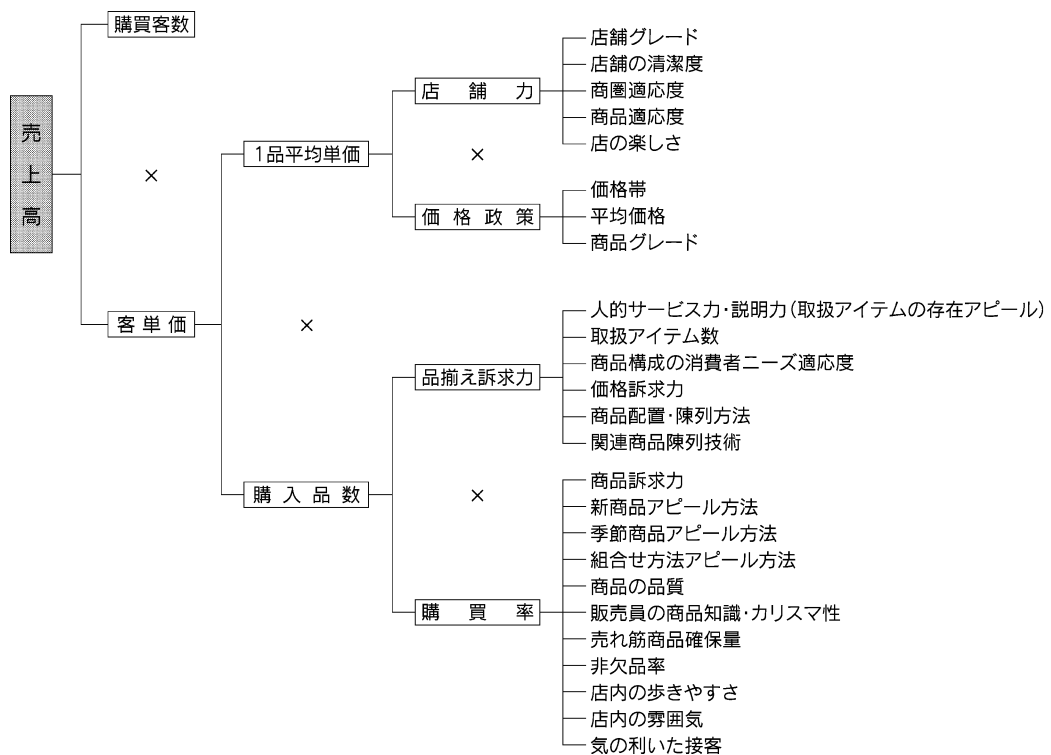 売上高
購買客数
×
客単価
1品平均単価
×
購入品数
店舗力
×
価格政策
品揃え訴求力
×
購買率
店舗グレード
店舗の清潔度
商圏適応度
商品適応度
店の楽しさ
価格帯
平均価格
商品グレード
人的サービス力・説明力(取扱アイテムの存在アピール)
取扱アイテム数
商品構成の消費者ニーズ適応度
価格訴求力
商品配置・陳列方法
関連商品陳列技術
商品訴求力
新商品アピール方法
季節商品アピール方法
組合せ方法アピール方法
商品の品質
販売員の商品知識・カリスマ性
売れ筋商品確保量
非欠品率
店内の歩きやすさ
店内の雰囲気
気の利いた接客